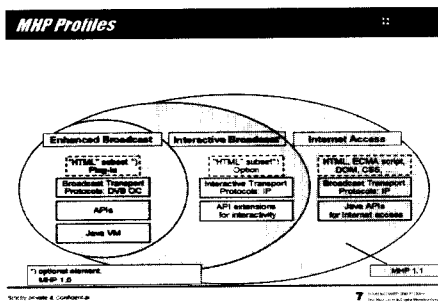 MHP Profiles
Enhanced Broadcast
Interactive Broadcast
Internet Access
"HTML" subset *)
Plug-in
Broadcast Transport
Protocols: DVB OC
APIs
Java VM
"HTML" subset*)
Option
Interactive Transport
Protocols: IP
API extensions
for interactivity
HTML, ECMA script,
DOM, CSS,
Broadcast Transport
Protocols: IP
Java APIs
for Internet access
*) optional element.
MHP 1.0
MHP 1.1
Strictly private & Confidential
7